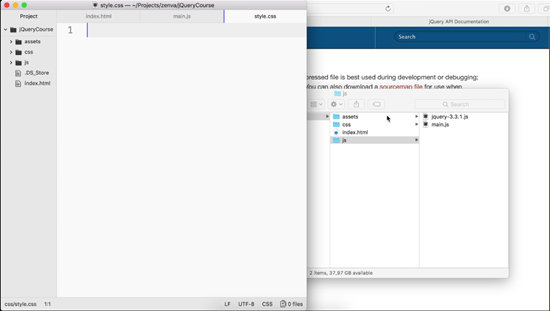 style.css — ~/Projects/zenva/jQueryCourse
Project
index.html
main.js
style.css
jQueryCourse
assets
css
js
.DS_Store
index.html
1
css/style.css 1:1
LF UTF-8 CSS 0 files
jQuery API Documentation
Search
pressed file is best used during development or debugging;
You can also download a sourcemap file for use when
js
Search
assets
css
index.html
js
jquery-3.3.1.js
main.js
2 items, 37,97 GB available